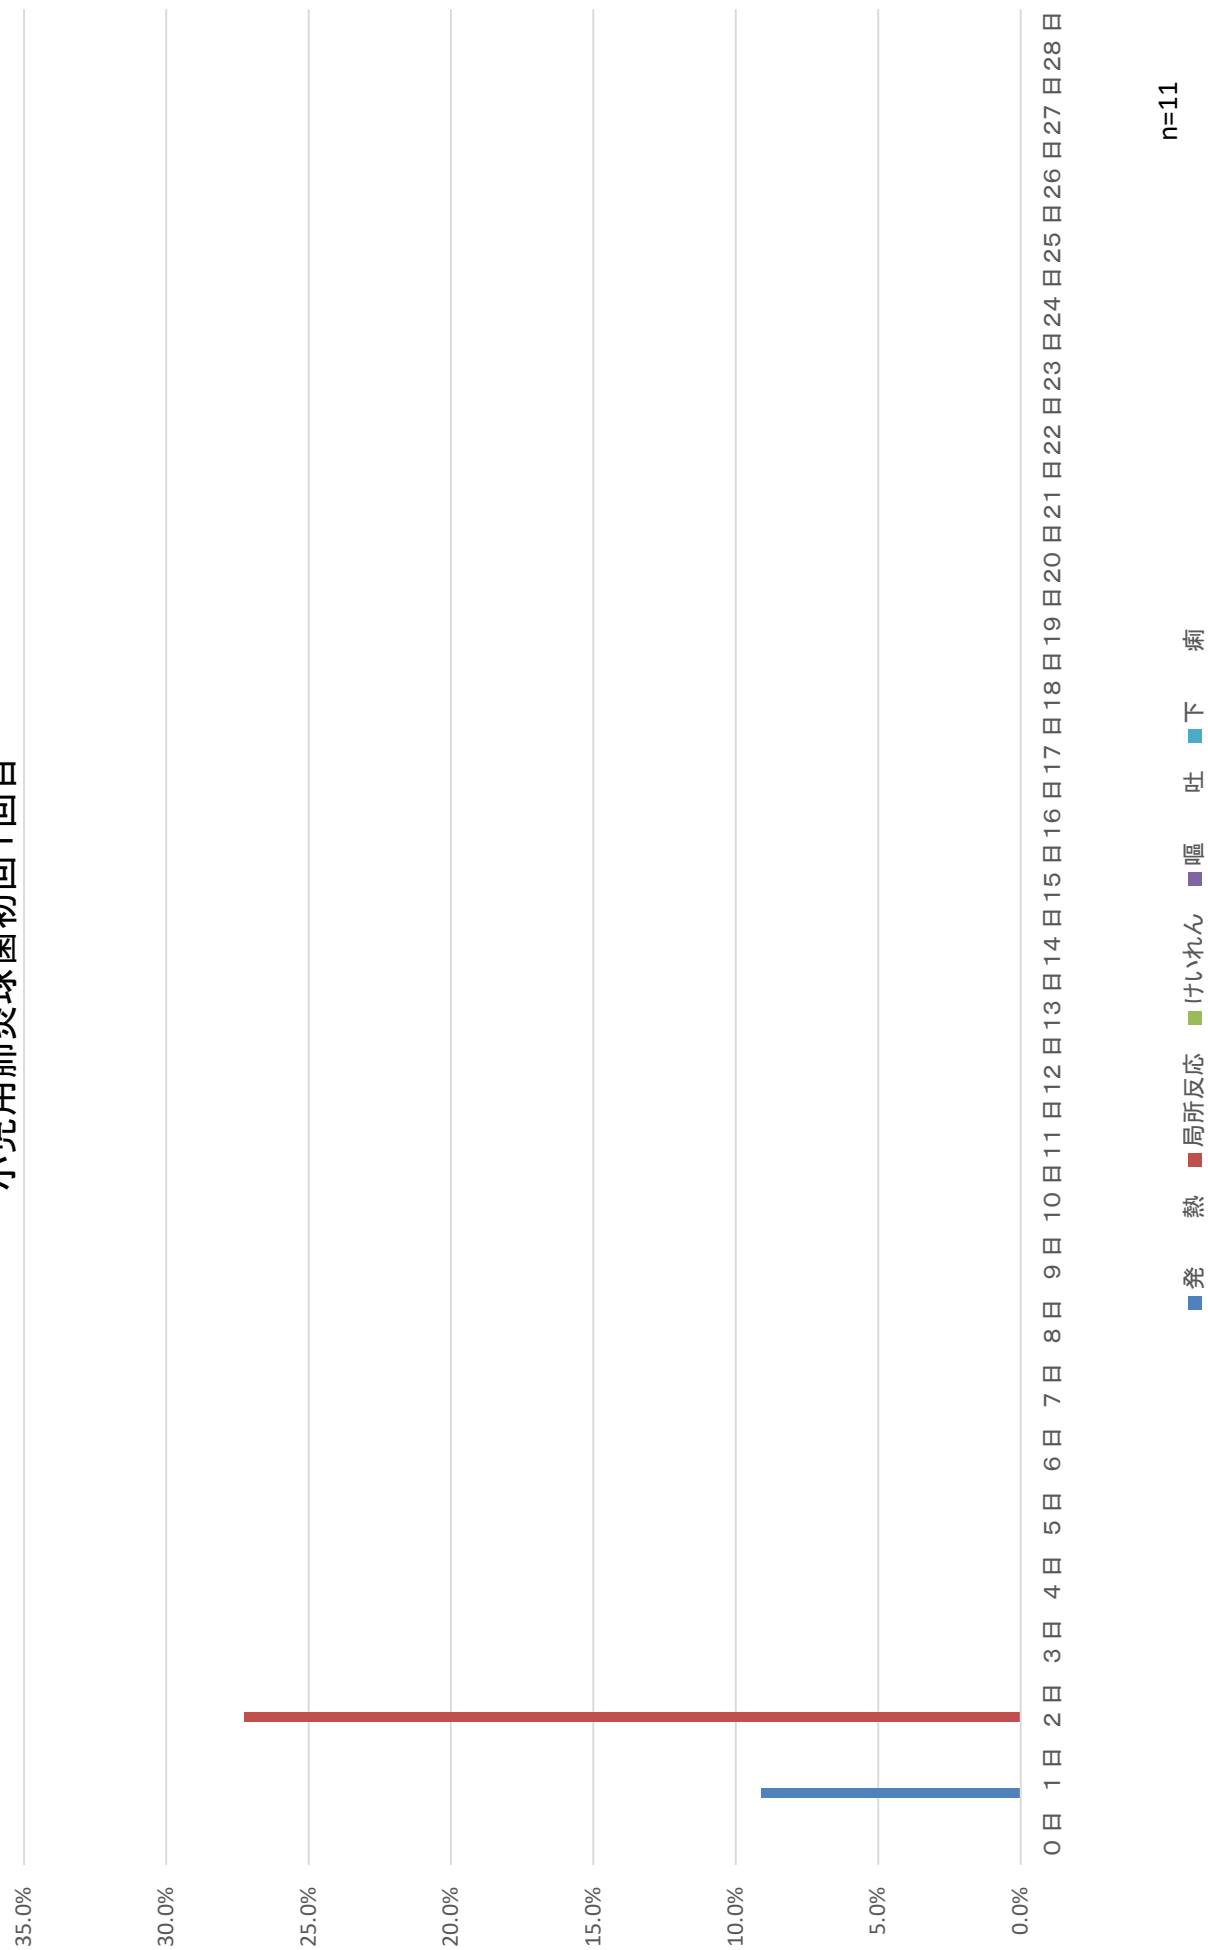 小児用肺炎球菌初回1回目
35.0%
30.0%
25.0%
20.0%
15.0%
10.0%
5.0%
0.0%
0日 1日 2日 3日 4日 5日 6日 7日 8日 9日 10日 11日 12日 13日 14日 15日 16日 17日 18日 19日 20日 21日 22日 23日 24日 25日 26日 27日 28日
n=11
発　熱 局所反応 けいれん 嘔　吐 下　痢